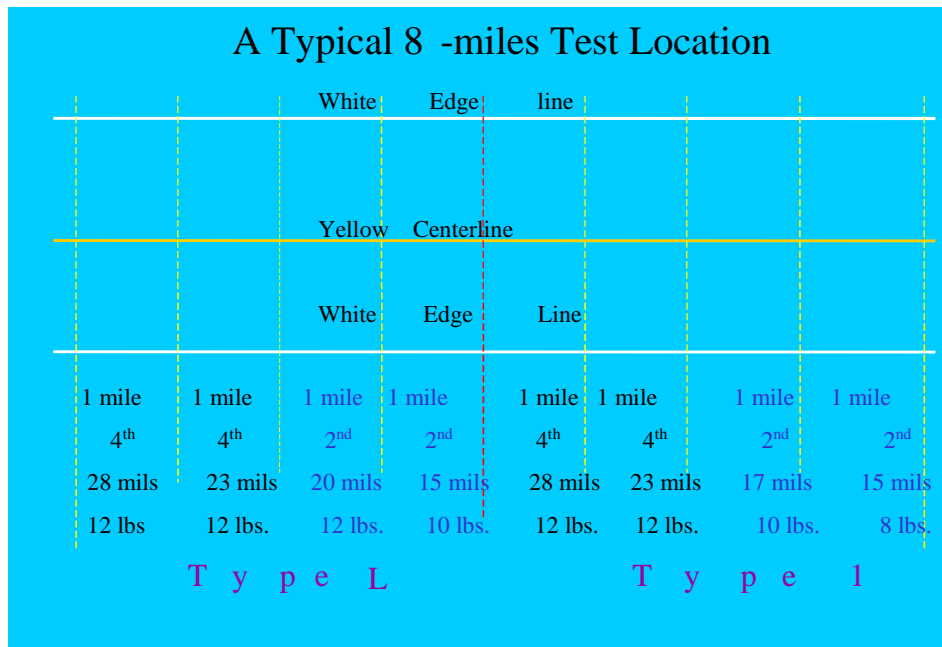 A Typical 8 -miles Test Location
White Edge line
Yellow Centerline
White Edge Line
1 mile 1 mile 1 mile 1 mile 1 mile 1 mile 1 mile 1 mile
4th 4th 2nd 2nd 4th 4th 2nd 2nd
28 mils 23 mils 20 mils 15 mils 28 mils 23 mils 17 mils 15 mils
12 lbs 12 lbs. 12 lbs. 10 lbs. 12 lbs. 12 lbs. 10 lbs. 8 lbs.
Type L Type 1